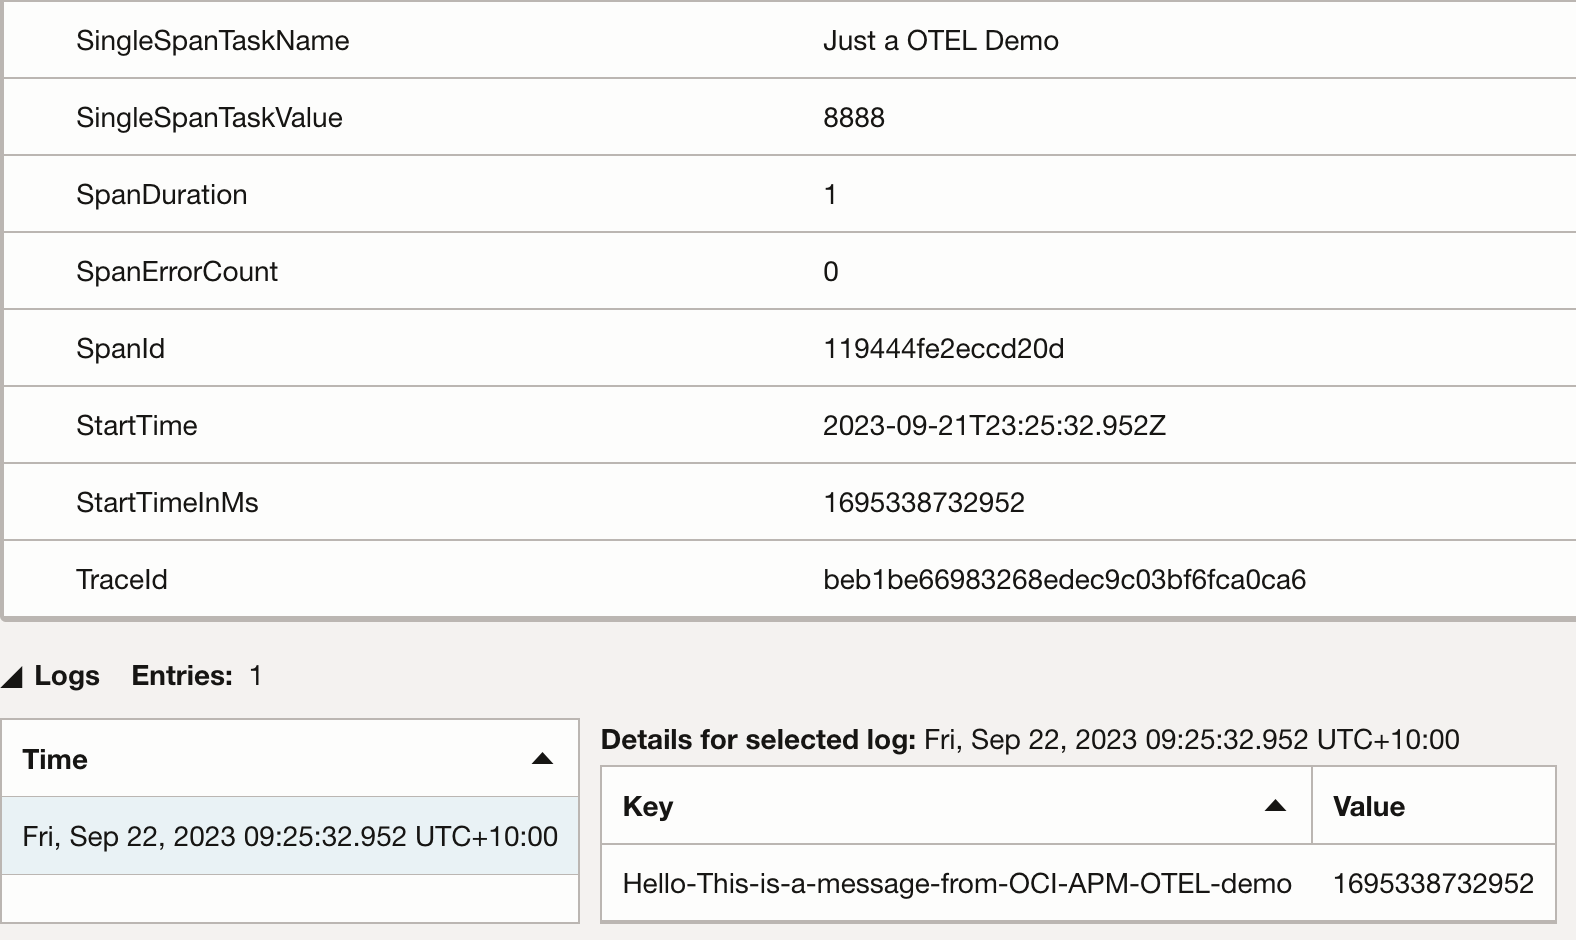 SingleSpanTaskName Just a OTEL Demo
SingleSpanTaskValue 8888
SpanDuration 1
SpanErrorCount 0
SpanId 119444fe2eccd20d
StartTime 2023-09-21T23:25:32.952Z
StartTimeInMs 1695338732952
TraceId beb1be66983268edec9c03bf6fca0ca6
Logs Entries: 1
Time
Fri, Sep 22, 2023 09:25:32.952 UTC+10:00
Details for selected log: Fri, Sep 22, 2023 09:25:32.952 UTC+10:00
Key Value
Hello-This-is-a-message-from-OCI-APM-OTEL-demo 1695338732952